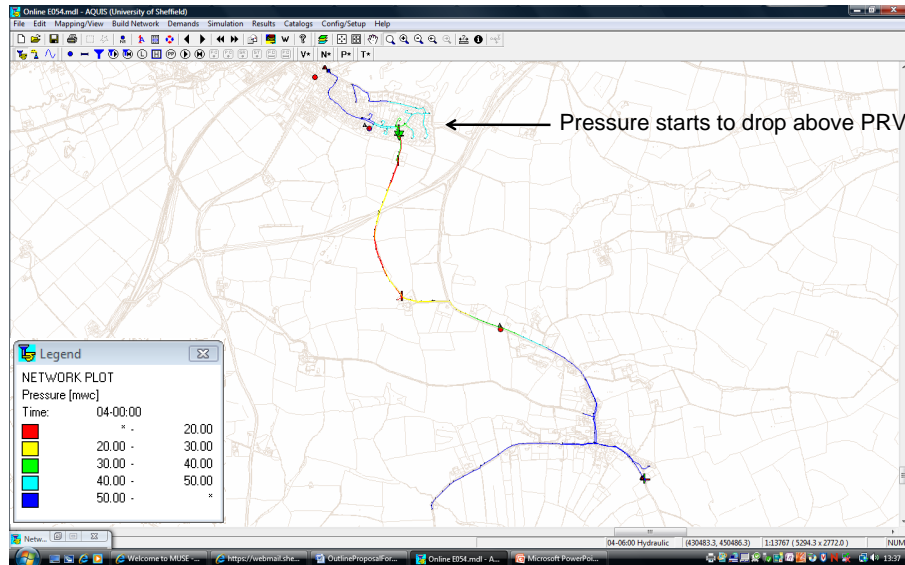 Online E054.mdl - AQUIS (University of Sheffield)
File Edit Mapping/View Build Network Demands Simulation Results Catalogs Config/Setup Help
V* N* P* T*
Pressure starts to drop above PRV
Legend
NETWORK PLOT
Pressure [mwc]
Time: 04-00:00
* - 20.00
20.00 - 30.00
30.00 - 40.00
40.00 - 50.00
50.00 - *
Netw...
04-06:00 Hydraulic (430483.3, 450486.3) 1:13767 ( 5294.3 x 2772.0 ) NUM
Welcome to MUSE -... https://webmail.she... OutlineProposalFor... Online E054.mdl - A... Microsoft PowerPoi... 13:37